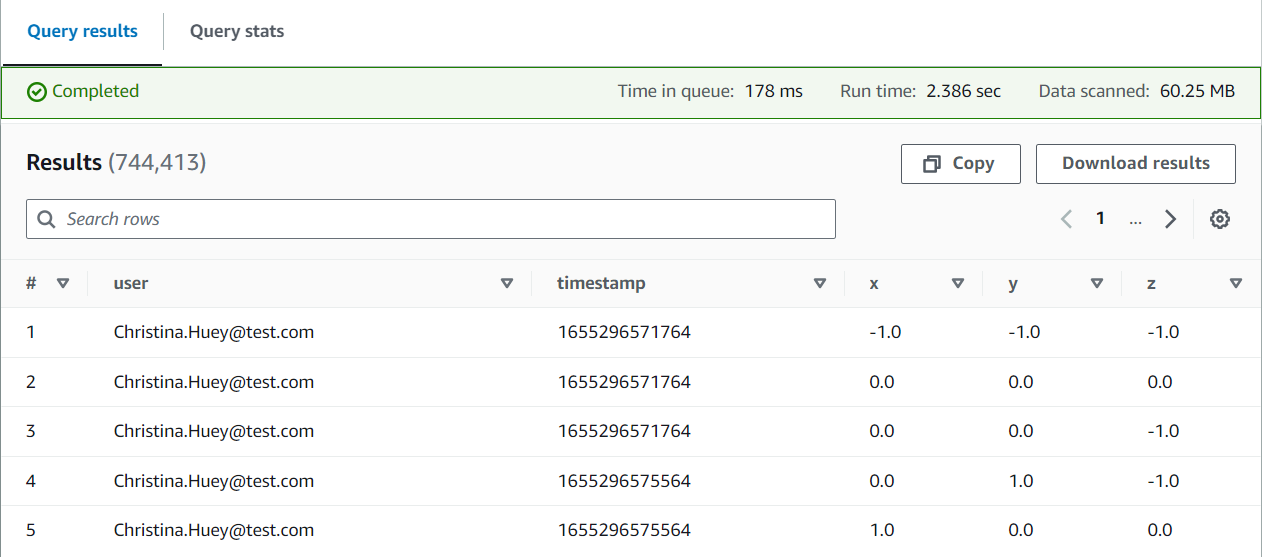 Query results Query stats
Completed Time in queue: 178 ms Run time: 2.386 sec Data scanned: 60.25 MB
Results (744,413) Copy Download results
Search rows 1 ...
# user timestamp x y z
1 Christina.Huey@test.com 1655296571764 -1.0 -1.0 -1.0
2 Christina.Huey@test.com 1655296571764 0.0 0.0 0.0
3 Christina.Huey@test.com 1655296571764 0.0 0.0 -1.0
4 Christina.Huey@test.com 1655296575564 0.0 1.0 -1.0
5 Christina.Huey@test.com 1655296575564 1.0 0.0 0.0